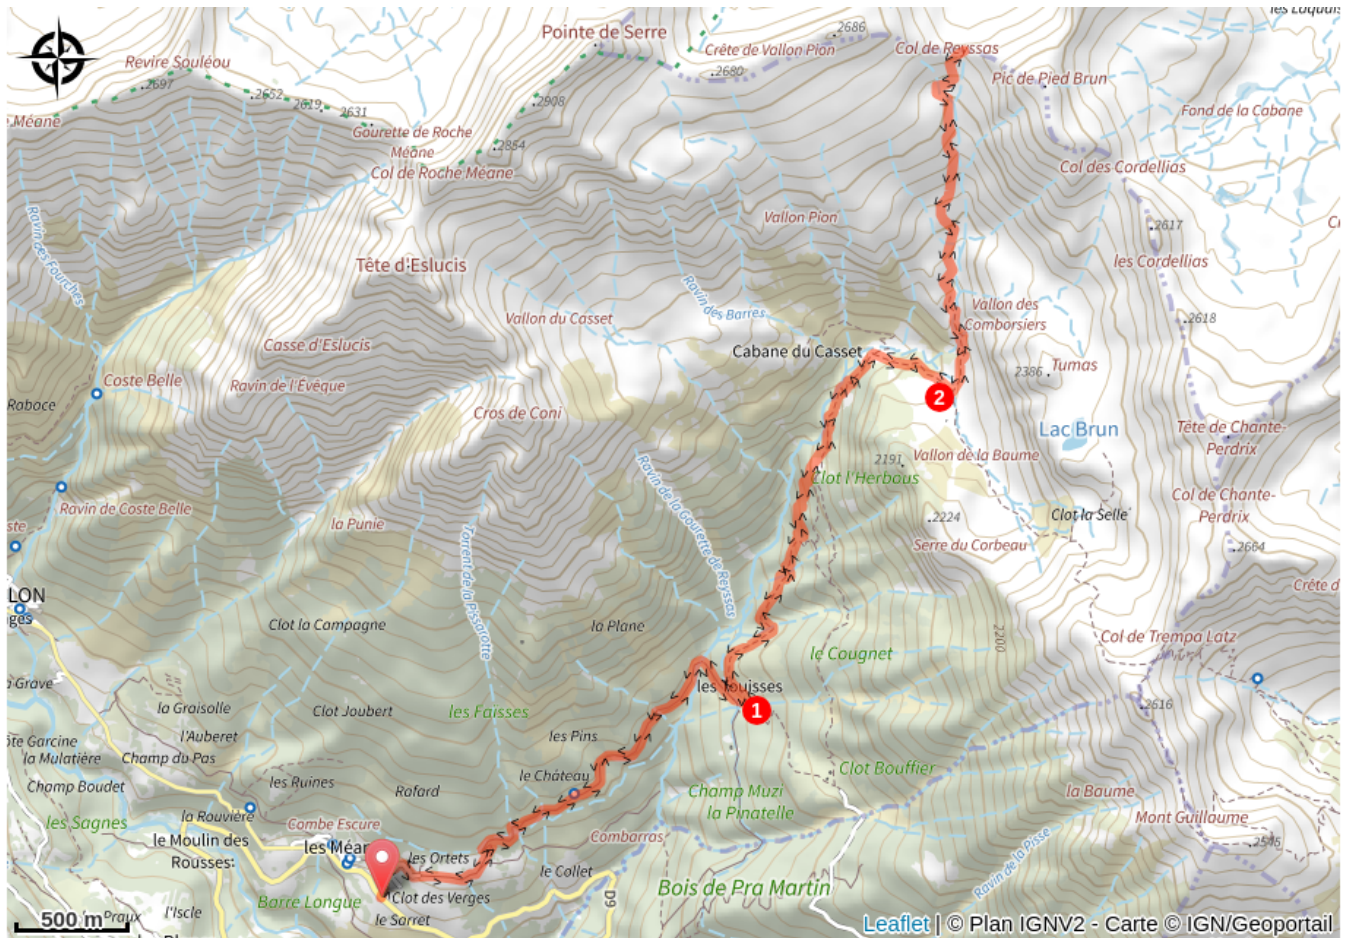 les Laquais
2686
Pointe de Serre
Col de Reyssas
Crête de Vallon Pion
Revire Souléou
2680
Pic de Pied Brun
2697
2652
2619
2631
2908
Fond de la Cabane
e Méane
Gourette de Roche
Méane
2854
Col de Roche Méane
Col des Cordellias
Vallon Pion
2617
Ravin des Fourches
les Cordellias
Tête d'Eslucis
Ravin des Barres
Vallon des
Comborsiers
Vallon du Casset
2618
Casse d'Eslucis
Cabane du Casset
2386
Tumas
Coste Belle
Ravin de l'Évêque
Rabace
Cros de Coni
2
Lac Brun
Tête de Chante-
Perdrix
2191
Vallon de la Baume
Clot l'Herbous
Ravin de la Gourette de Reyssas
Ravin de Coste Belle
la Punie
Col de Chante-
Perdrix
Clot la Selle
2224
Serre du Corbeau
2664
Torrent de la Pissarotte
Crête d
LON
ges
Clot la Campagne
la Plane
2200
Col de Trempa Latz
le Cougnet
a Grave
les
1
la Graisolle
Clot Joubert
les Faisses
2616
l'Auberet
les Pins
ôte Garcine
la Mulatière
Champ du Pas
Clot Bouffier
Champ Boudet
les Ruines
Rafard
le Château
Champ Muzi
la Pinatelle
la Baume
les Sagnes
la Rouvière
Combe Escure
Mont Guillaume
le Moulin des
Rousses
les Méan
les Ortets
Combarras
2545
le Collet
Ravin de la Pisse
Clot des Verges
Bois de Pra Martin
Barre Longue
D9
l'Iscle
le Sarret
500 m
Praux
Leaflet | © Plan IGNV2 - Carte © IGN/Geoportail